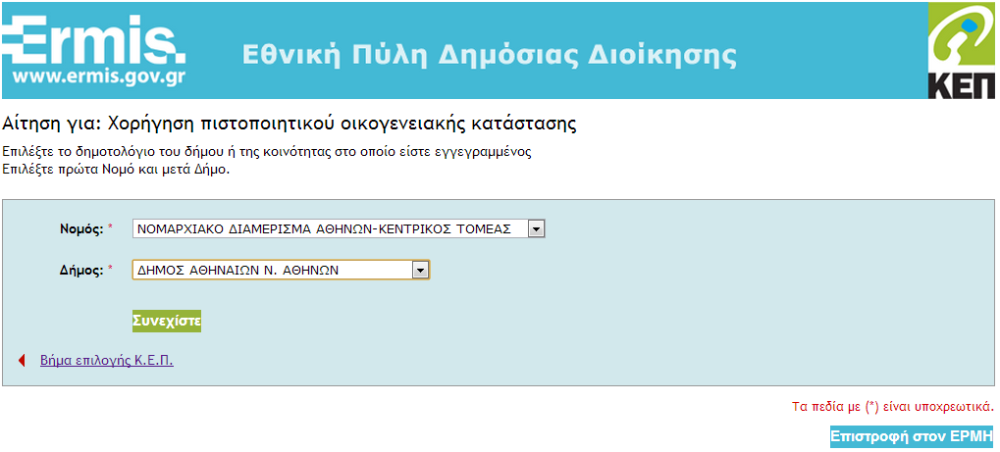 Ermis.
www.ermis.gov.gr
Εθνική Πύλη Δημόσιας Διοίκησης
ΚΕΠ
Αίτηση για: Χορήγηση πιστοποιητικού οικογενειακής κατάστασης
Επιλέξτε το δημοτολόγιο του δήμου ή της κοινότητας στο οποίο είστε εγγεγραμμένος
Επιλέξτε πρώτα Νομό και μετά Δήμο.
Νομός: * ΝΟΜΑΡΧΙΑΚΟ ΔΙΑΜΕΡΙΣΜΑ ΑΘΗΝΩΝ-ΚΕΝΤΡΙΚΟΣ ΤΟΜΕΑΣ
Δήμος: * ΔΗΜΟΣ ΑΘΗΝΑΙΩΝ Ν. ΑΘΗΝΩΝ
Συνεχίστε
Βήμα επιλογής Κ.Ε.Π.
Τα πεδία με (*) είναι υποχρεωτικά.
Επιστροφή στον ΕΡΜΗ